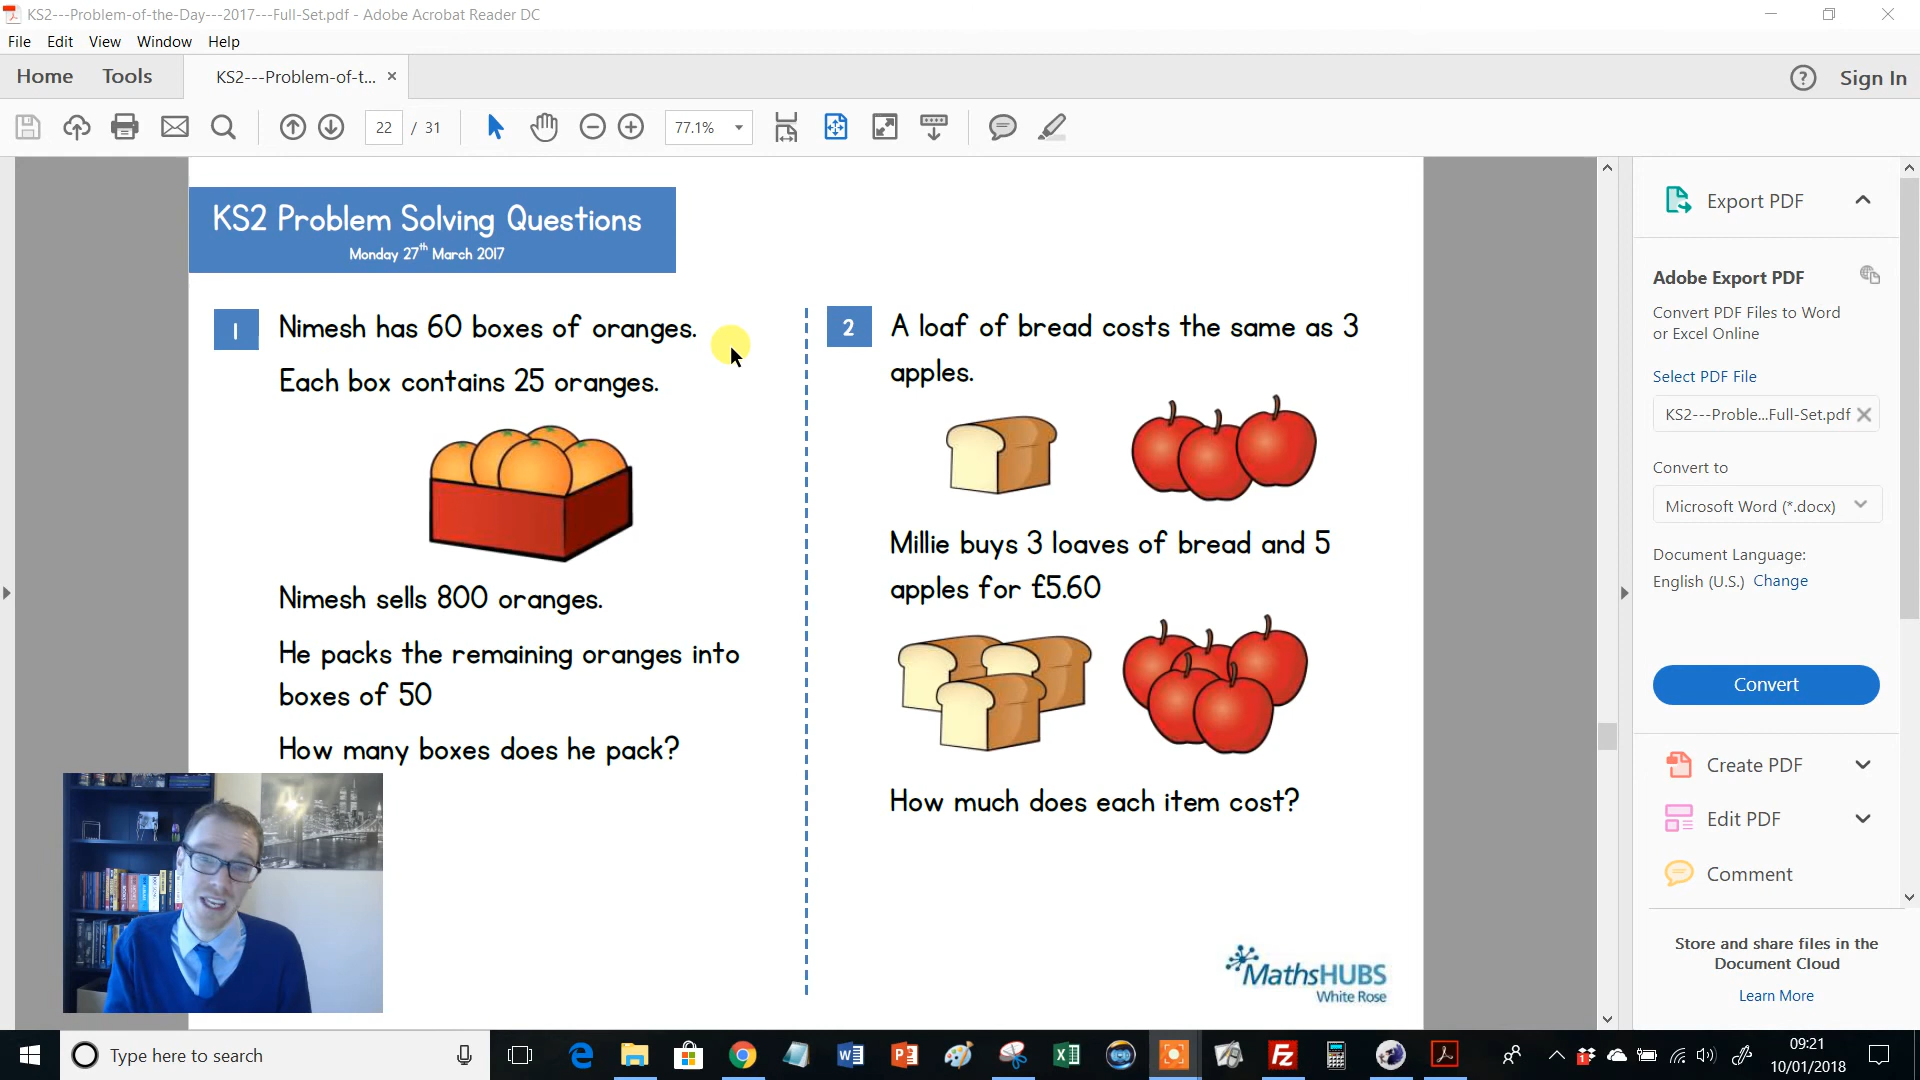 KS2---Problem-of-the-Day---2017---Full-Set.pdf - Adobe Acrobat Reader DC
File Edit View Window Help
Home Tools KS2---Problem-of-t... × ? Sign In
22 / 31 77.1%
KS2 Problem Solving Questions
Monday 27th March 2017
1 Nimesh has 60 boxes of oranges.
Each box contains 25 oranges.
Nimesh sells 800 oranges.
He packs the remaining oranges into
boxes of 50
How many boxes does he pack?
2 A loaf of bread costs the same as 3
apples.
Millie buys 3 loaves of bread and 5
apples for £5.60
How much does each item cost?
MathsHUBS
White Rose
Export PDF
Adobe Export PDF
Convert PDF Files to Word
or Excel Online
Select PDF File
KS2---Proble...Full-Set.pdf
Convert to
Microsoft Word (*.docx)
Document Language:
English (U.S.) Change
Convert
Create PDF
Edit PDF
Comment
Store and share files in the
Document Cloud
Learn More
Type here to search
09:21
10/01/2018